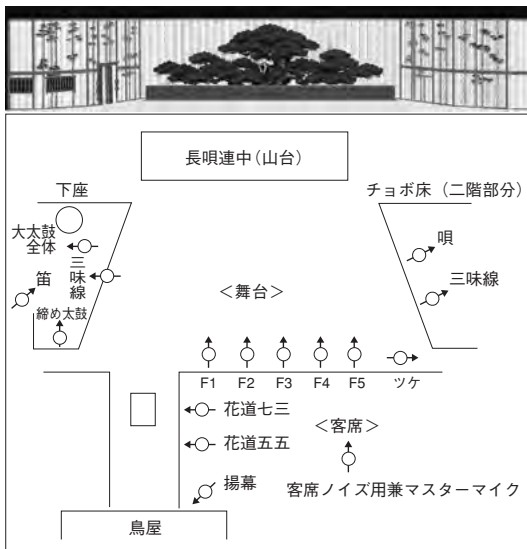 長唄連中(山台)
下座
チョボ床(二階部分)
大太鼓
全体
三味線
笛
締め太鼓
唄
三味線
<舞台>
F1 F2 F3 F4 F5 ツケ
花道七三
<客席>
花道五五
揚幕
客席ノイズ用兼マスターマイク
鳥屋